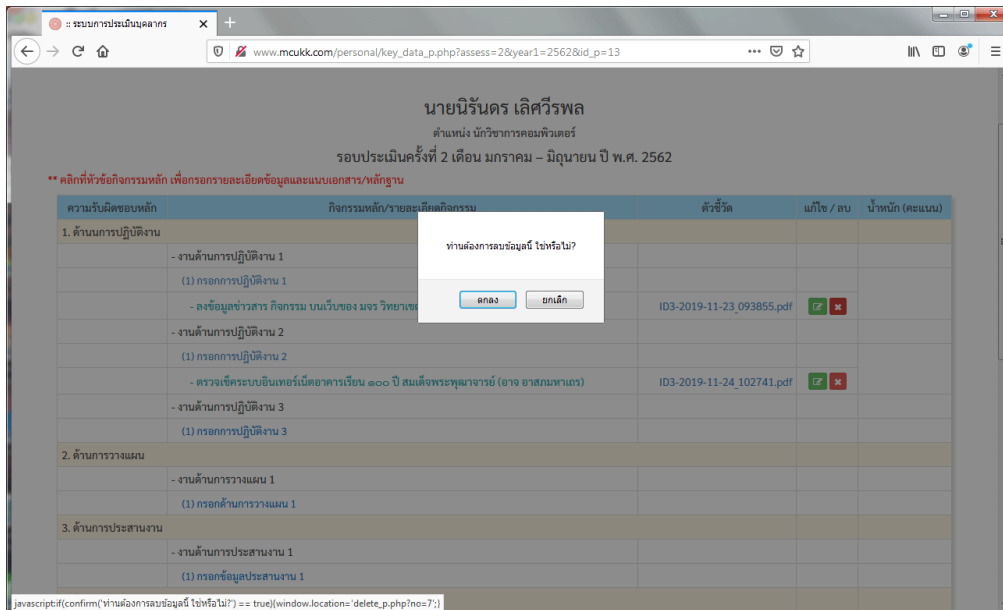 :: ระบบการประเมินบุคลากร
www.mcukk.com/personal/key_data_p.php?assess=2&year1=2562&id_p=13
นายนิรันดร เลิศวีรพล
ตำแหน่ง นักวิชาการคอมพิวเตอร์
รอบประเมินครั้งที่ 2 เดือน มกราคม – มิถุนายน ปี พ.ศ. 2562
** คลิกที่หัวข้อกิจกรรมหลัก เพื่อกรอกรายละเอียดข้อมูลและแนบเอกสาร/หลักฐาน
ความรับผิดชอบหลัก กิจกรรมหลัก/รายละเอียดกิจกรรม ตัวชี้วัด แก้ไข / ลบ น้ำหนัก (คะแนน)
1. ด้านการปฏิบัติงาน
- งานด้านการปฏิบัติงาน 1
(1) กรอกการปฏิบัติงาน 1
- ลงข้อมูลข่าวสาร กิจกรรม บนเว็บของ มจร วิทยาเขต ID3-2019-11-23_093855.pdf
- งานด้านการปฏิบัติงาน 2
(1) กรอกการปฏิบัติงาน 2
- ตรวจเช็คระบบอินเทอร์เน็ตอาคารเรียน ๑๐๐ ปี สมเด็จพระพุฒาจารย์ (อาจ อาสภมหาเถร) ID3-2019-11-24_102741.pdf
- งานด้านการปฏิบัติงาน 3
(1) กรอกการปฏิบัติงาน 3
2. ด้านการวางแผน
- งานด้านการวางแผน 1
(1) กรอกด้านการวางแผน 1
3. ด้านการประสานงาน
- งานด้านการประสานงาน 1
(1) กรอกข้อมูลประสานงาน 1
ท่านต้องการลบข้อมูลนี้ ใช่หรือไม่?
ตกลง ยกเลิก
javascript:if(confirm('ท่านต้องการลบข้อมูลนี้ ใช่หรือไม่?') == true){window.location='delete_p.php?no=7';}